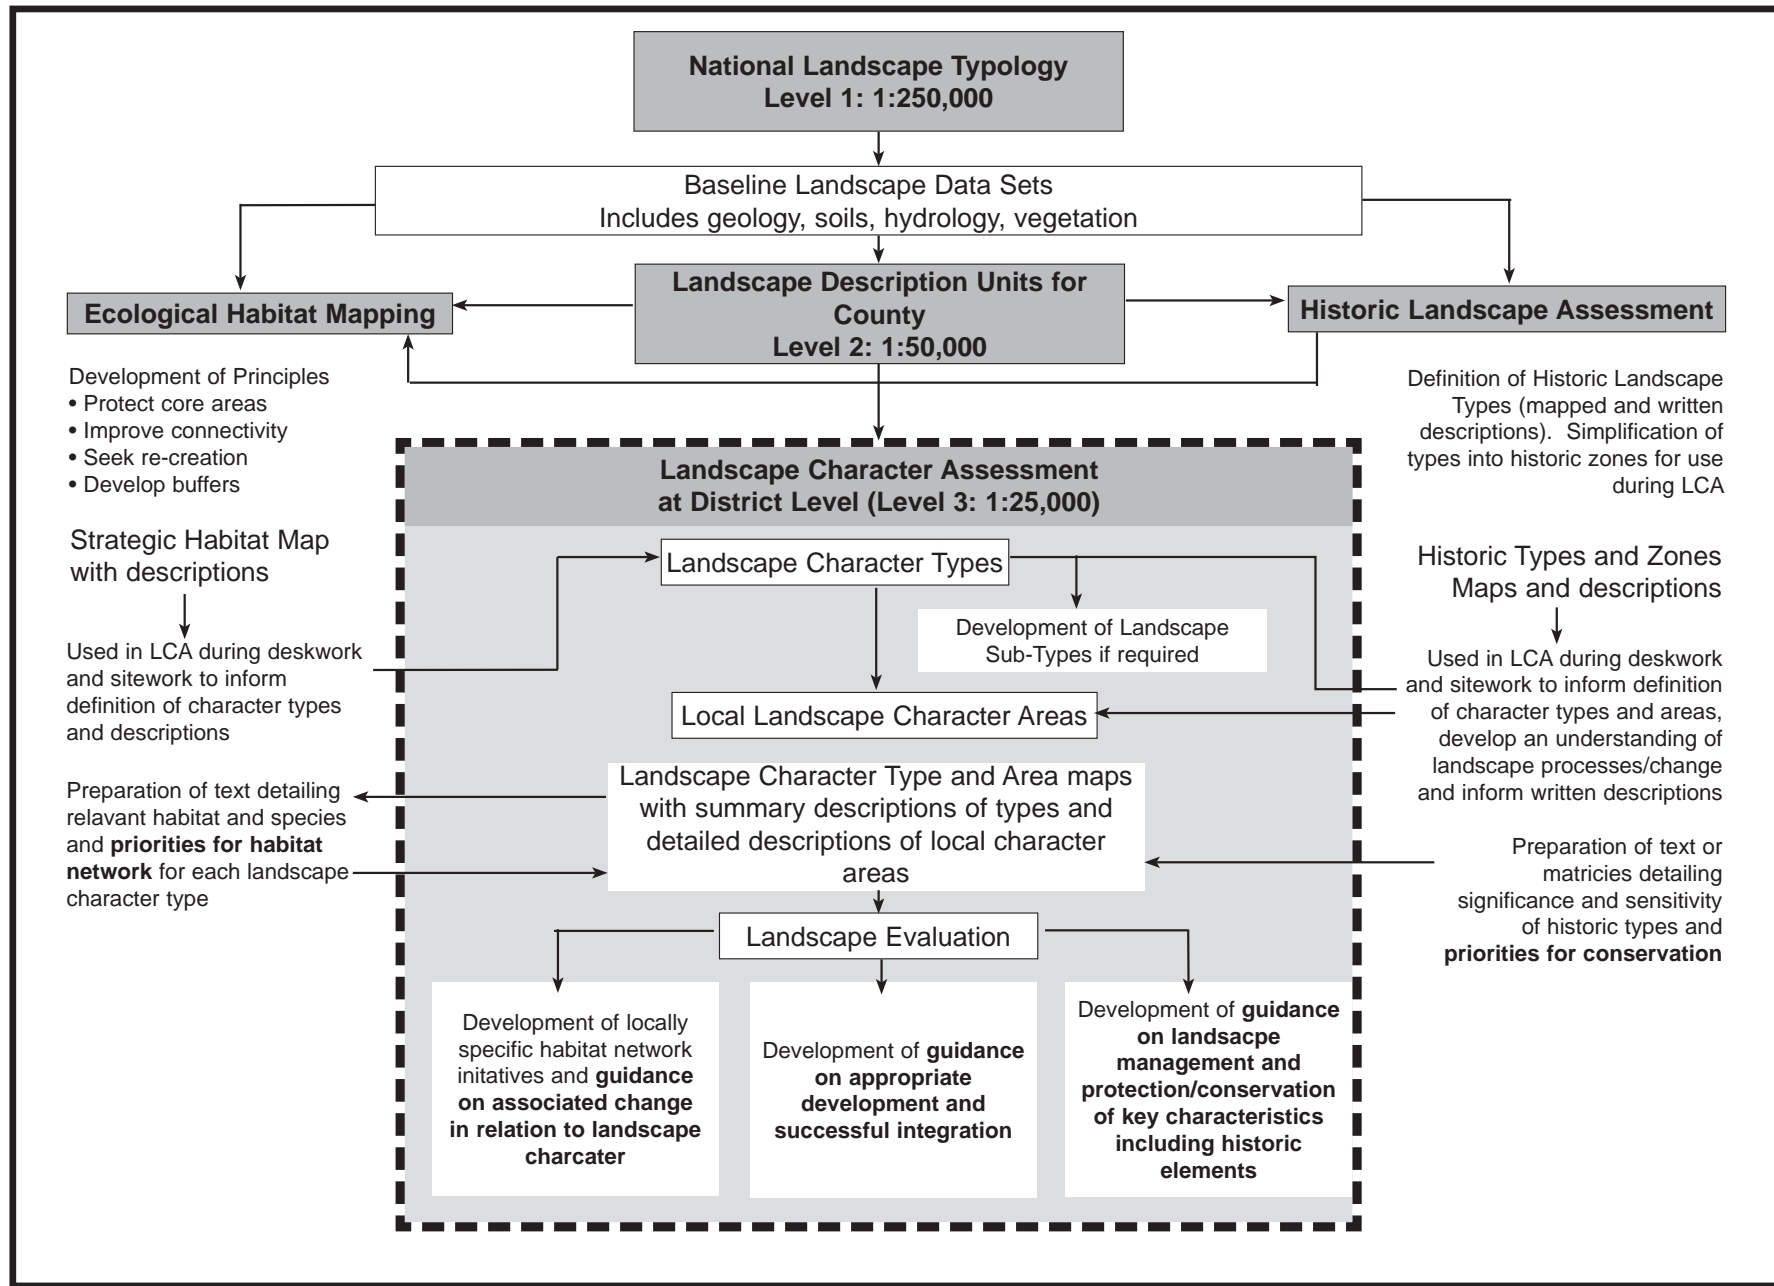 National Landscape Typology
Level 1: 1:250,000
Baseline Landscape Data Sets
Includes geology, soils, hydrology, vegetation
Ecological Habitat Mapping
Landscape Description Units for
County
Level 2: 1:50,000
Historic Landscape Assessment
Development of Principles
• Protect core areas
• Improve connectivity
• Seek re-creation
• Develop buffers
Definition of Historic Landscape
Types (mapped and written
descriptions). Simplification of
types into historic zones for use
during LCA
Strategic Habitat Map
with descriptions
Used in LCA during deskwork
and sitework to inform
definition of character types
and descriptions
Preparation of text detailing
relavant habitat and species
and priorities for habitat
network for each landscape
character type
Landscape Character Assessment
at District Level (Level 3: 1:25,000)
Landscape Character Types
Development of Landscape
Sub-Types if required
Local Landscape Character Areas
Landscape Character Type and Area maps
with summary descriptions of types and
detailed descriptions of local character
areas
Landscape Evaluation
Development of locally
specific habitat network
initatives and guidance
on associated change
in relation to landscape
charcater
Development of guidance
on appropriate
development and
successful integration
Development of guidance
on landsacpe
management and
protection/conservation
of key characteristics
including historic
elements
Historic Types and Zones
Maps and descriptions
Used in LCA during deskwork
and sitework to inform definition
of character types and areas,
develop an understanding of
landscape processes/change
and inform written descriptions
Preparation of text or
matricies detailing
significance and sensitivity
of historic types and
priorities for conservation